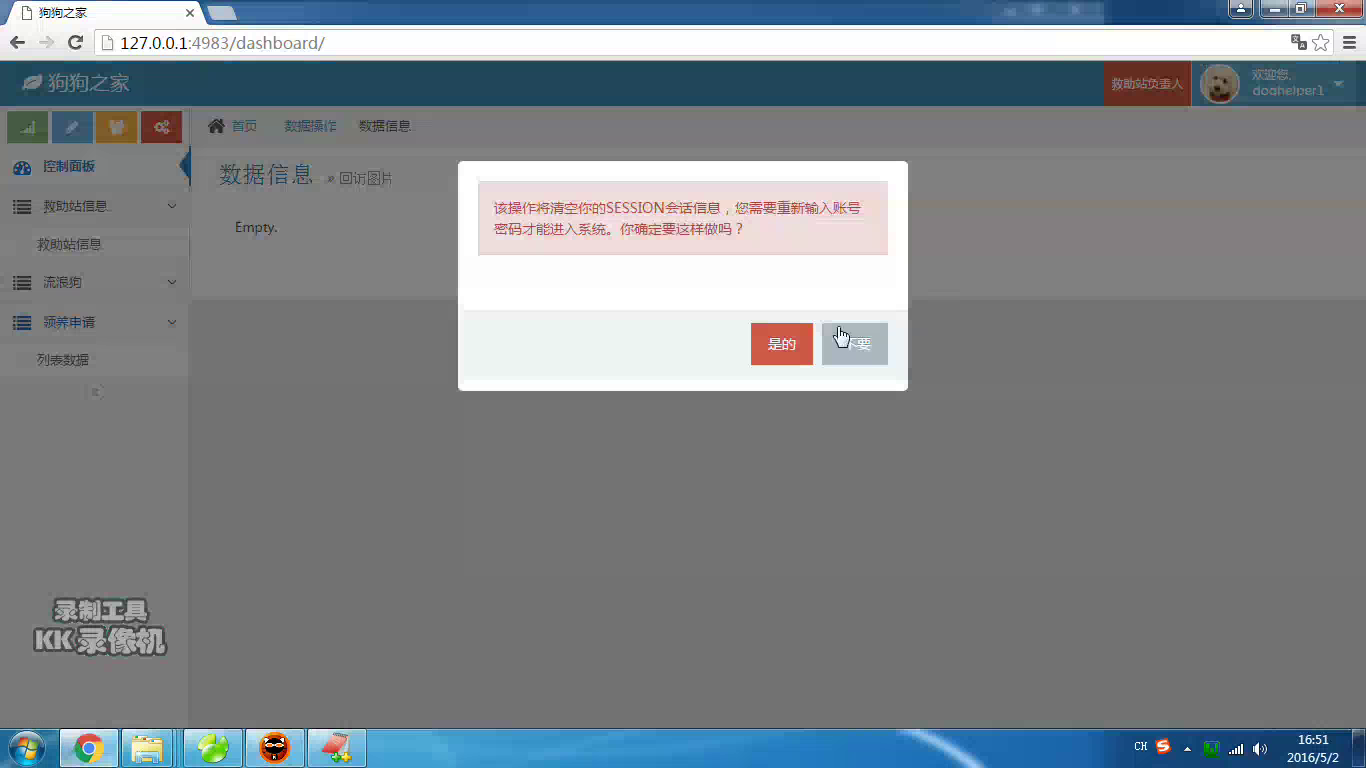 狗狗之家
127.0.0.1:4983/dashboard/
狗狗之家
救助站负责人
欢迎您,
doghelper1
首页
数据操作
数据信息
控制面板
数据信息
» 回访图片
救助站信息
该操作将清空你的SESSION会话信息，您需要重新输入账号
密码才能进入系统。你确定要这样做吗？
Empty.
救助站信息
流浪狗
领养申请
是的
要
列表数据
录制工具
KK 录像机
CH
16:51
2016/5/2